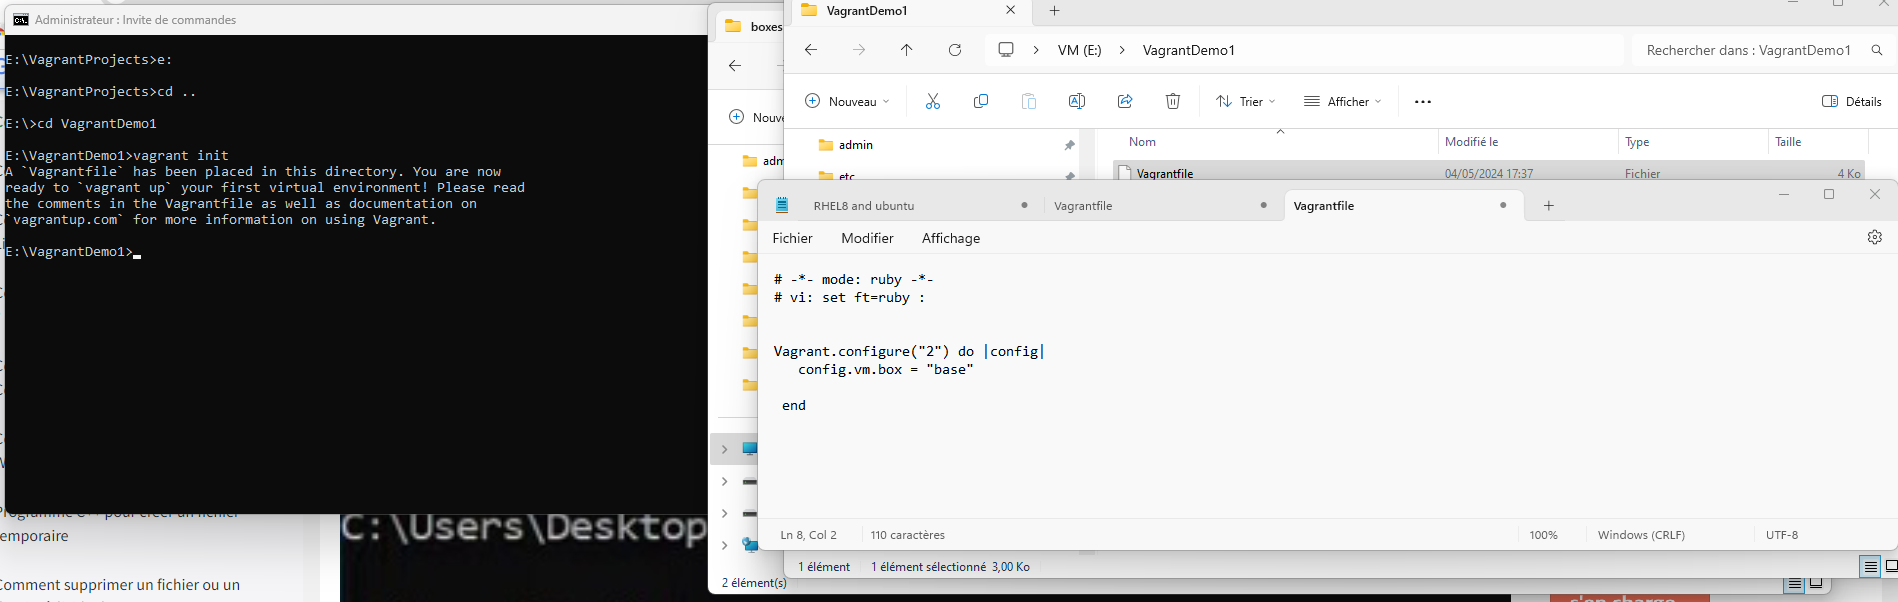 Administrateur : Invite de commandes
E:\VagrantProjects>e:
E:\VagrantProjects>cd ..
E:\>cd VagrantDemo1
E:\VagrantDemo1>vagrant init
A `Vagrantfile` has been placed in this directory. You are now
ready to `vagrant up` your first virtual environment! Please read
the comments in the Vagrantfile as well as documentation on
`vagrantup.com` for more information on using Vagrant.
E:\VagrantDemo1>
emporaire
Comment supprimer un fichier ou un
C:\Users\Desktop
boxes
2 élément(s)
VagrantDemo1
VM (E:) > VagrantDemo1
Rechercher dans : VagrantDemo1
Nouveau
Trier
Afficher
Détails
admin
etc
Nom
Modifié le
Type
Taille
Vagrantfile
04/05/2024 17:37
Fichier
4 Ko
RHEL8 and ubuntu
Vagrantfile
Vagrantfile
Fichier
Modifier
Affichage
# -*- mode: ruby -*-
# vi: set ft=ruby :
Vagrant.configure("2") do |config|
config.vm.box = "base"
end
Ln 8, Col 2
110 caractères
100%
Windows (CRLF)
UTF-8
1 élément
1 élément sélectionné 3,00 Ko